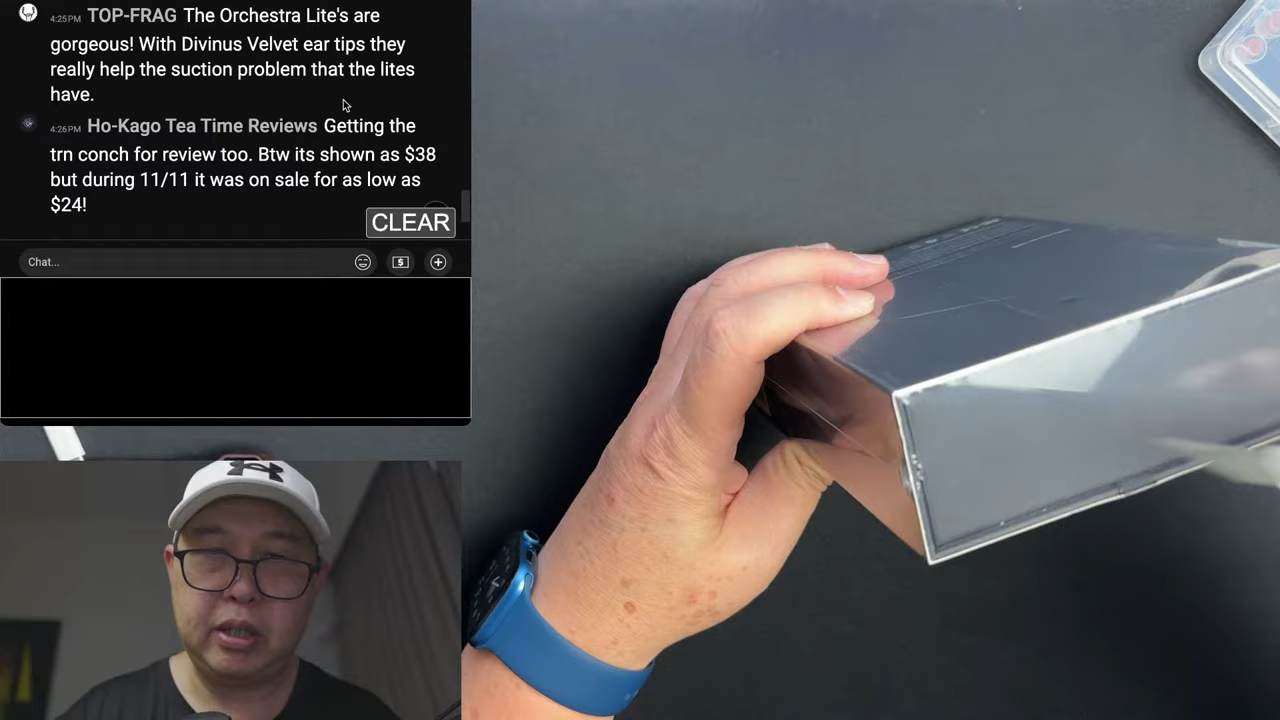 4:25PM TOP-FRAG The Orchestra Lite's are
gorgeous! With Divinus Velvet ear tips they
really help the suction problem that the lites
have.
4:26PM Ho-Kago Tea Time Reviews Getting the
trn conch for review too. Btw its shown as $38
but during 11/11 it was on sale for as low as
$24!
CLEAR
Chat...